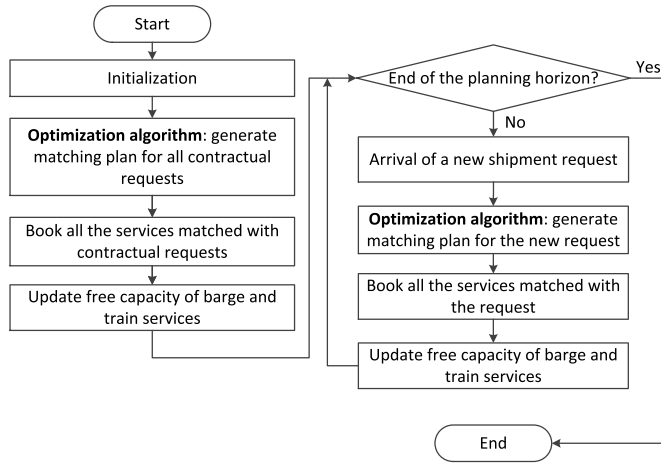 Start
Initialization
Optimization algorithm: generate
matching plan for all contractual
requests
Book all the services matched with
contractual requests
Update free capacity of barge and
train services
End of the planning horizon?
Yes
No
Arrival of a new shipment request
Optimization algorithm: generate
matching plan for the new request
Book all the services matched with
the request
Update free capacity of barge and
train services
End